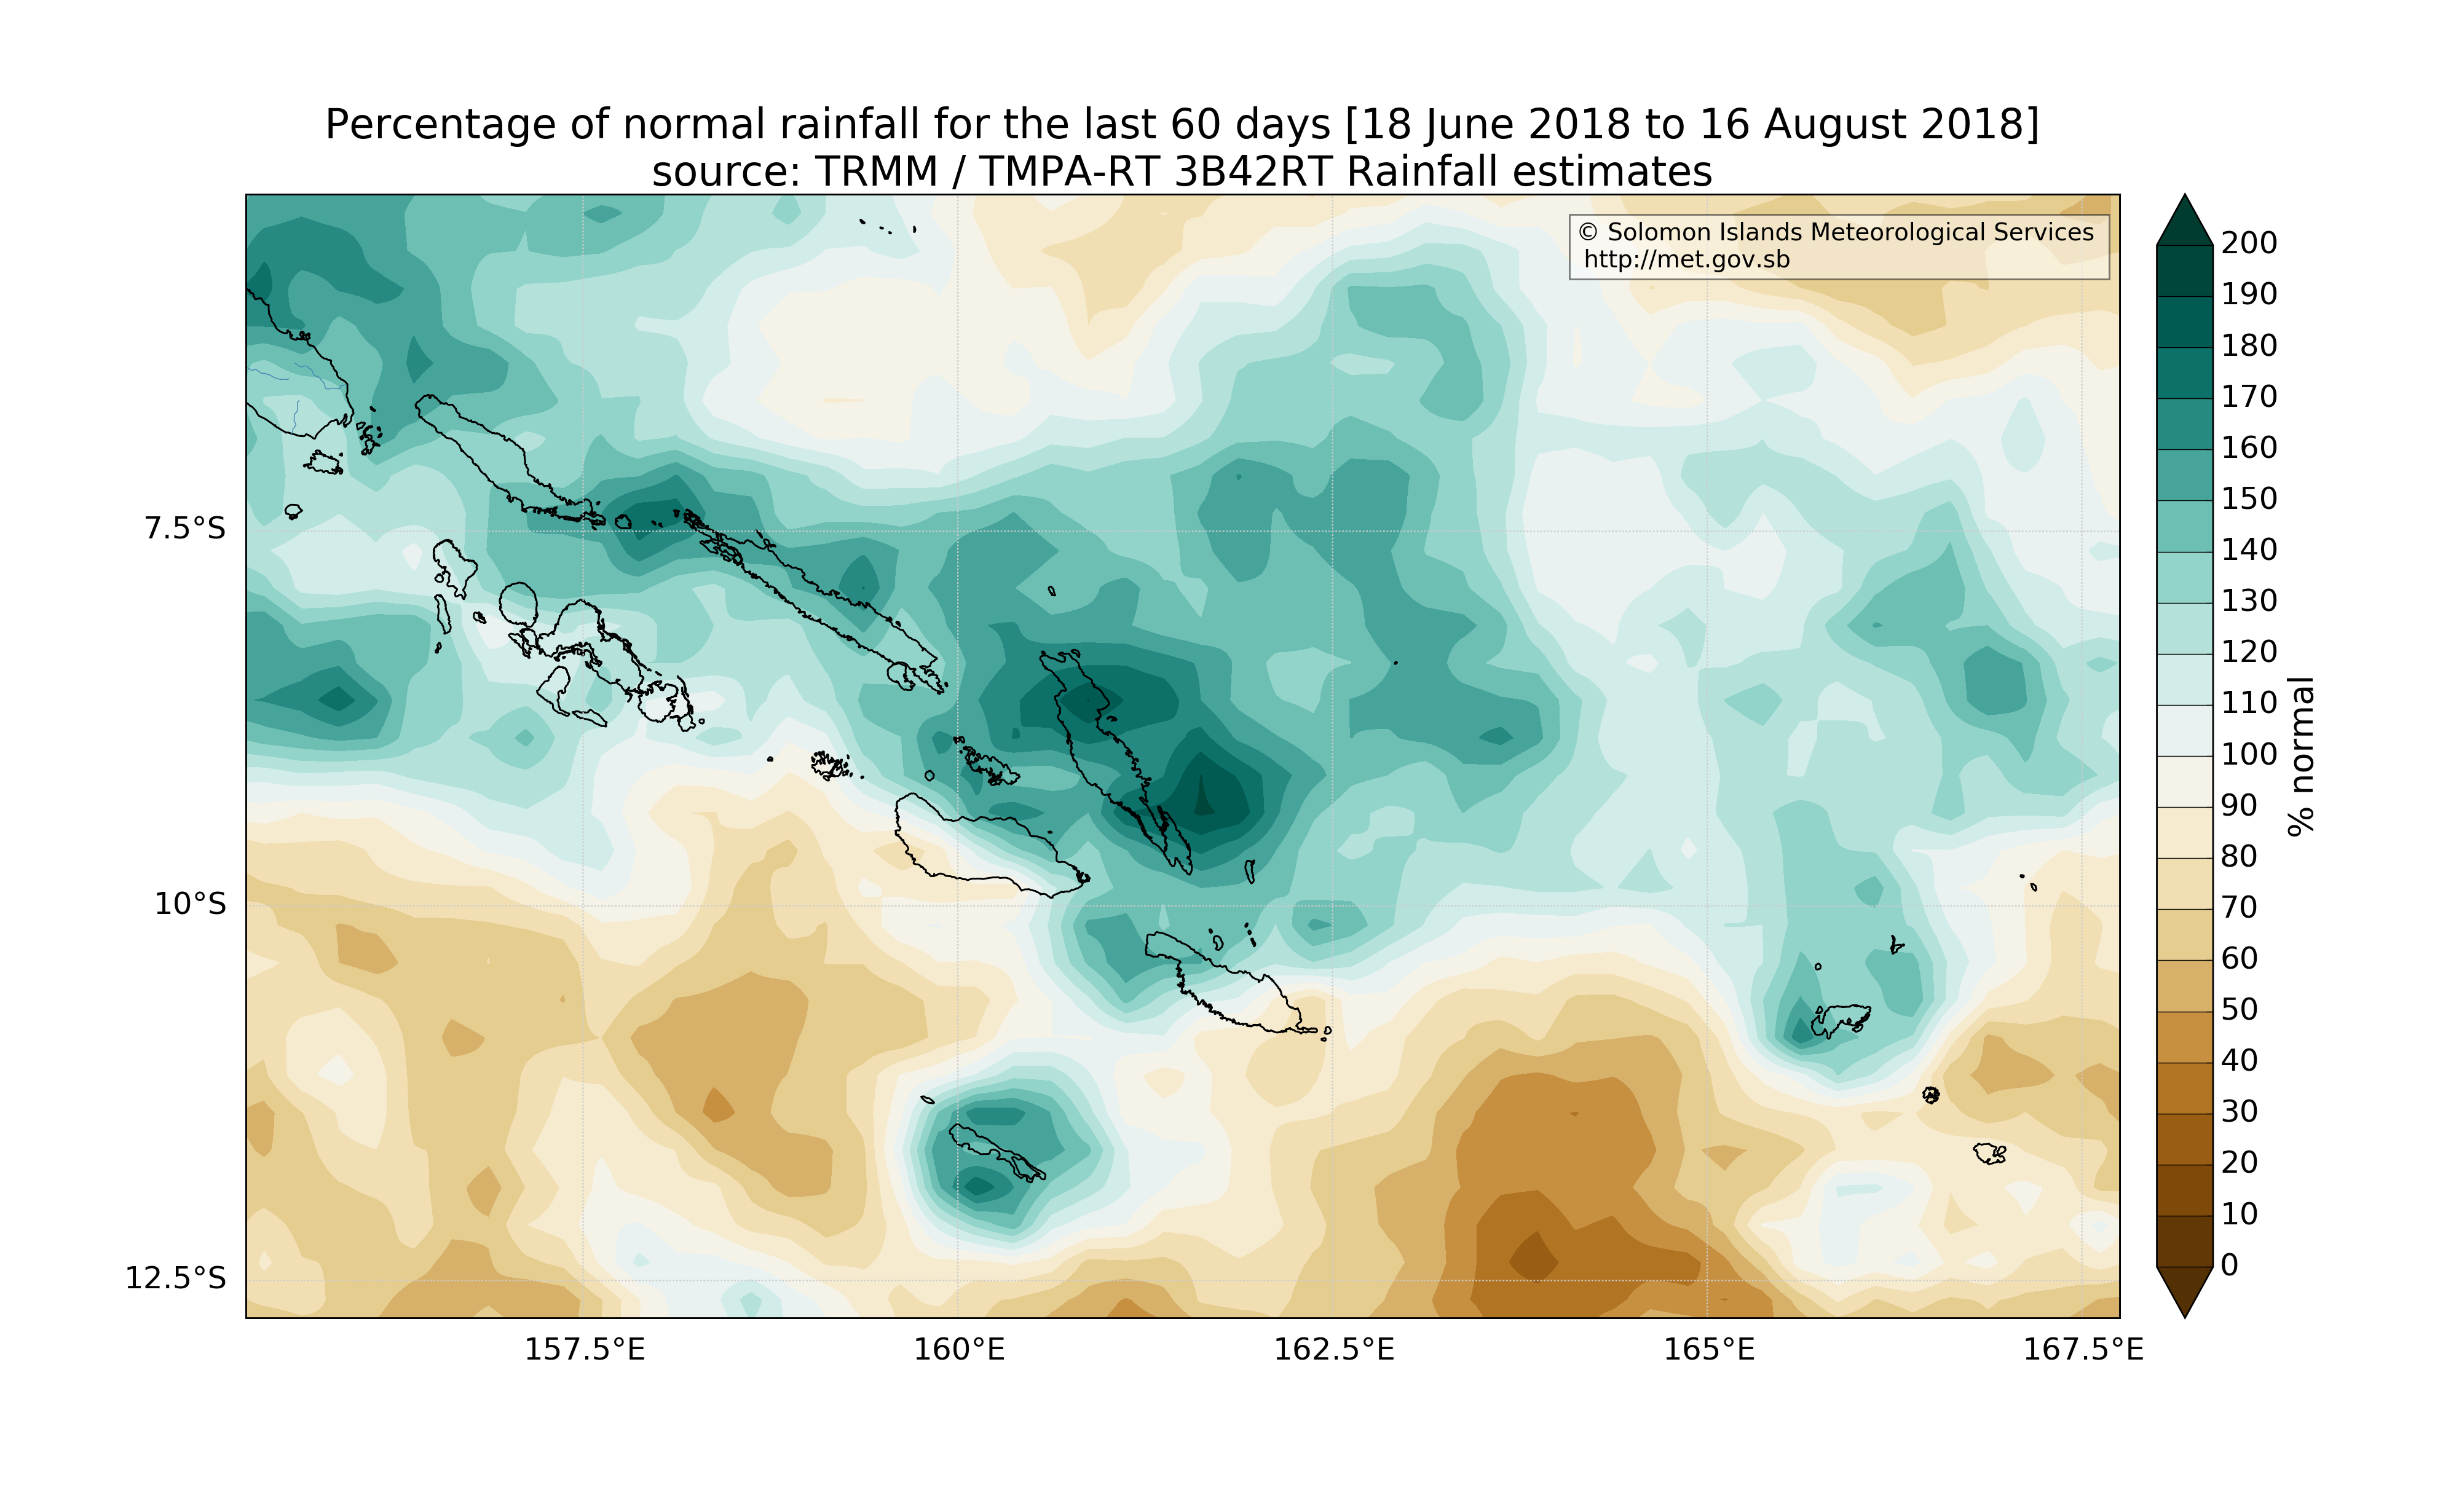 Percentage of normal rainfall for the last 60 days [18 June 2018 to 16 August 2018]
source: TRMM / TMPA-RT 3B42RT Rainfall estimates
© Solomon Islands Meteorological Services
http://met.gov.sb
7.5°S
10°S
12.5°S
157.5°E
160°E
162.5°E
165°E
167.5°E
200
190
180
170
160
150
140
130
120
110
100
90
80
70
60
50
40
30
20
10
0
% normal